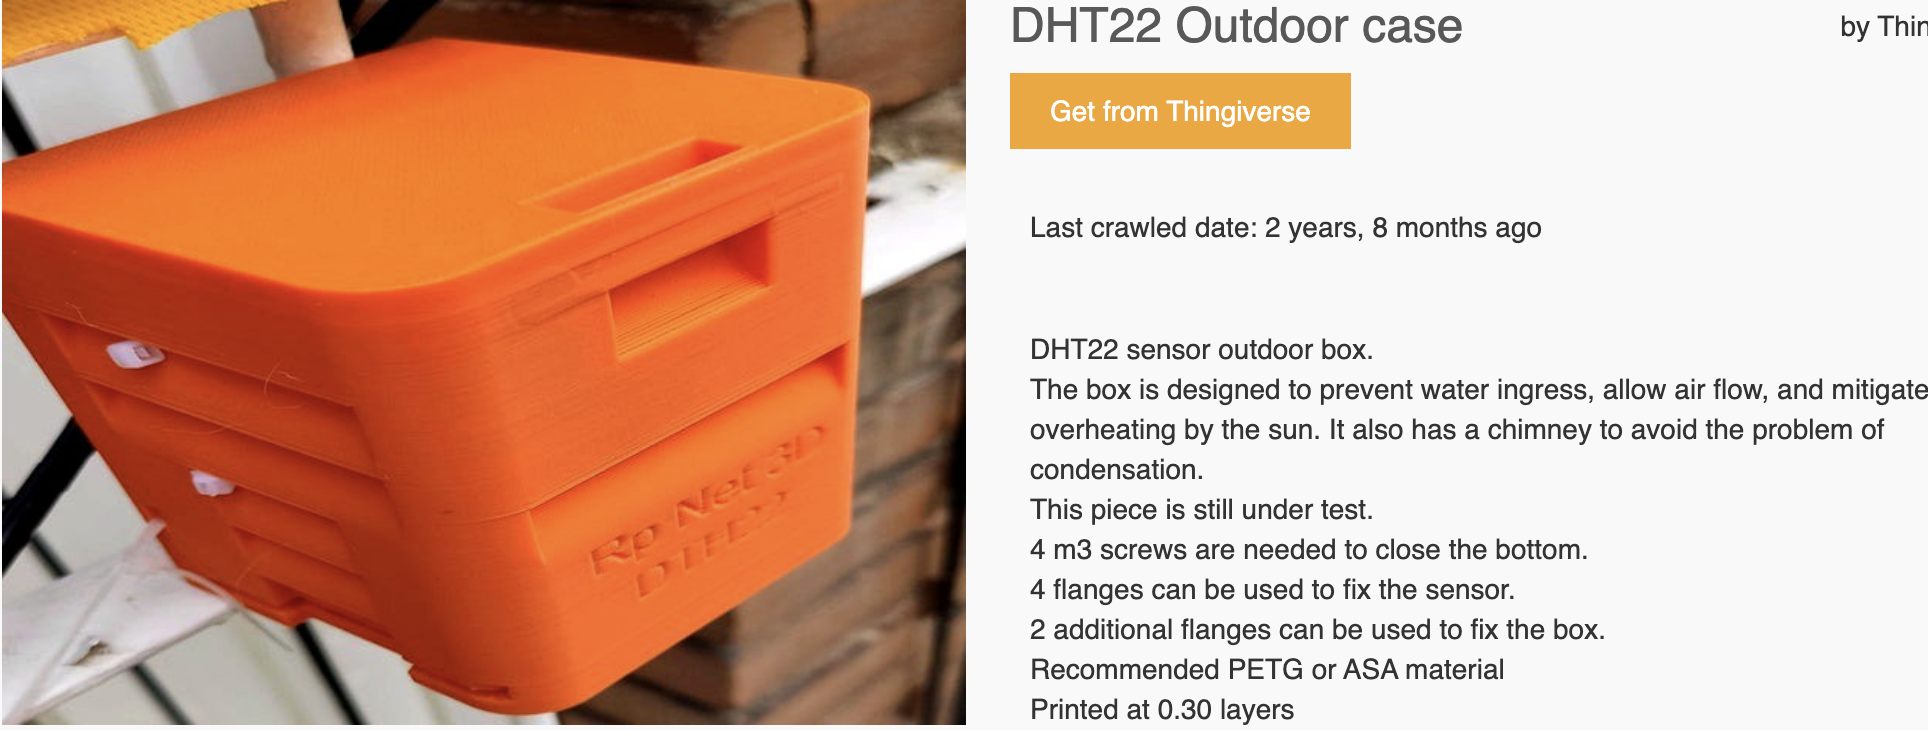 DHT22 Outdoor case
by Thin
Get from Thingiverse
Last crawled date: 2 years, 8 months ago
DHT22 sensor outdoor box.
The box is designed to prevent water ingress, allow air flow, and mitigate
overheating by the sun. It also has a chimney to avoid the problem of
condensation.
This piece is still under test.
4 m3 screws are needed to close the bottom.
4 flanges can be used to fix the sensor.
2 additional flanges can be used to fix the box.
Recommended PETG or ASA material
Printed at 0.30 layers
Rp Net 3D
DHT22